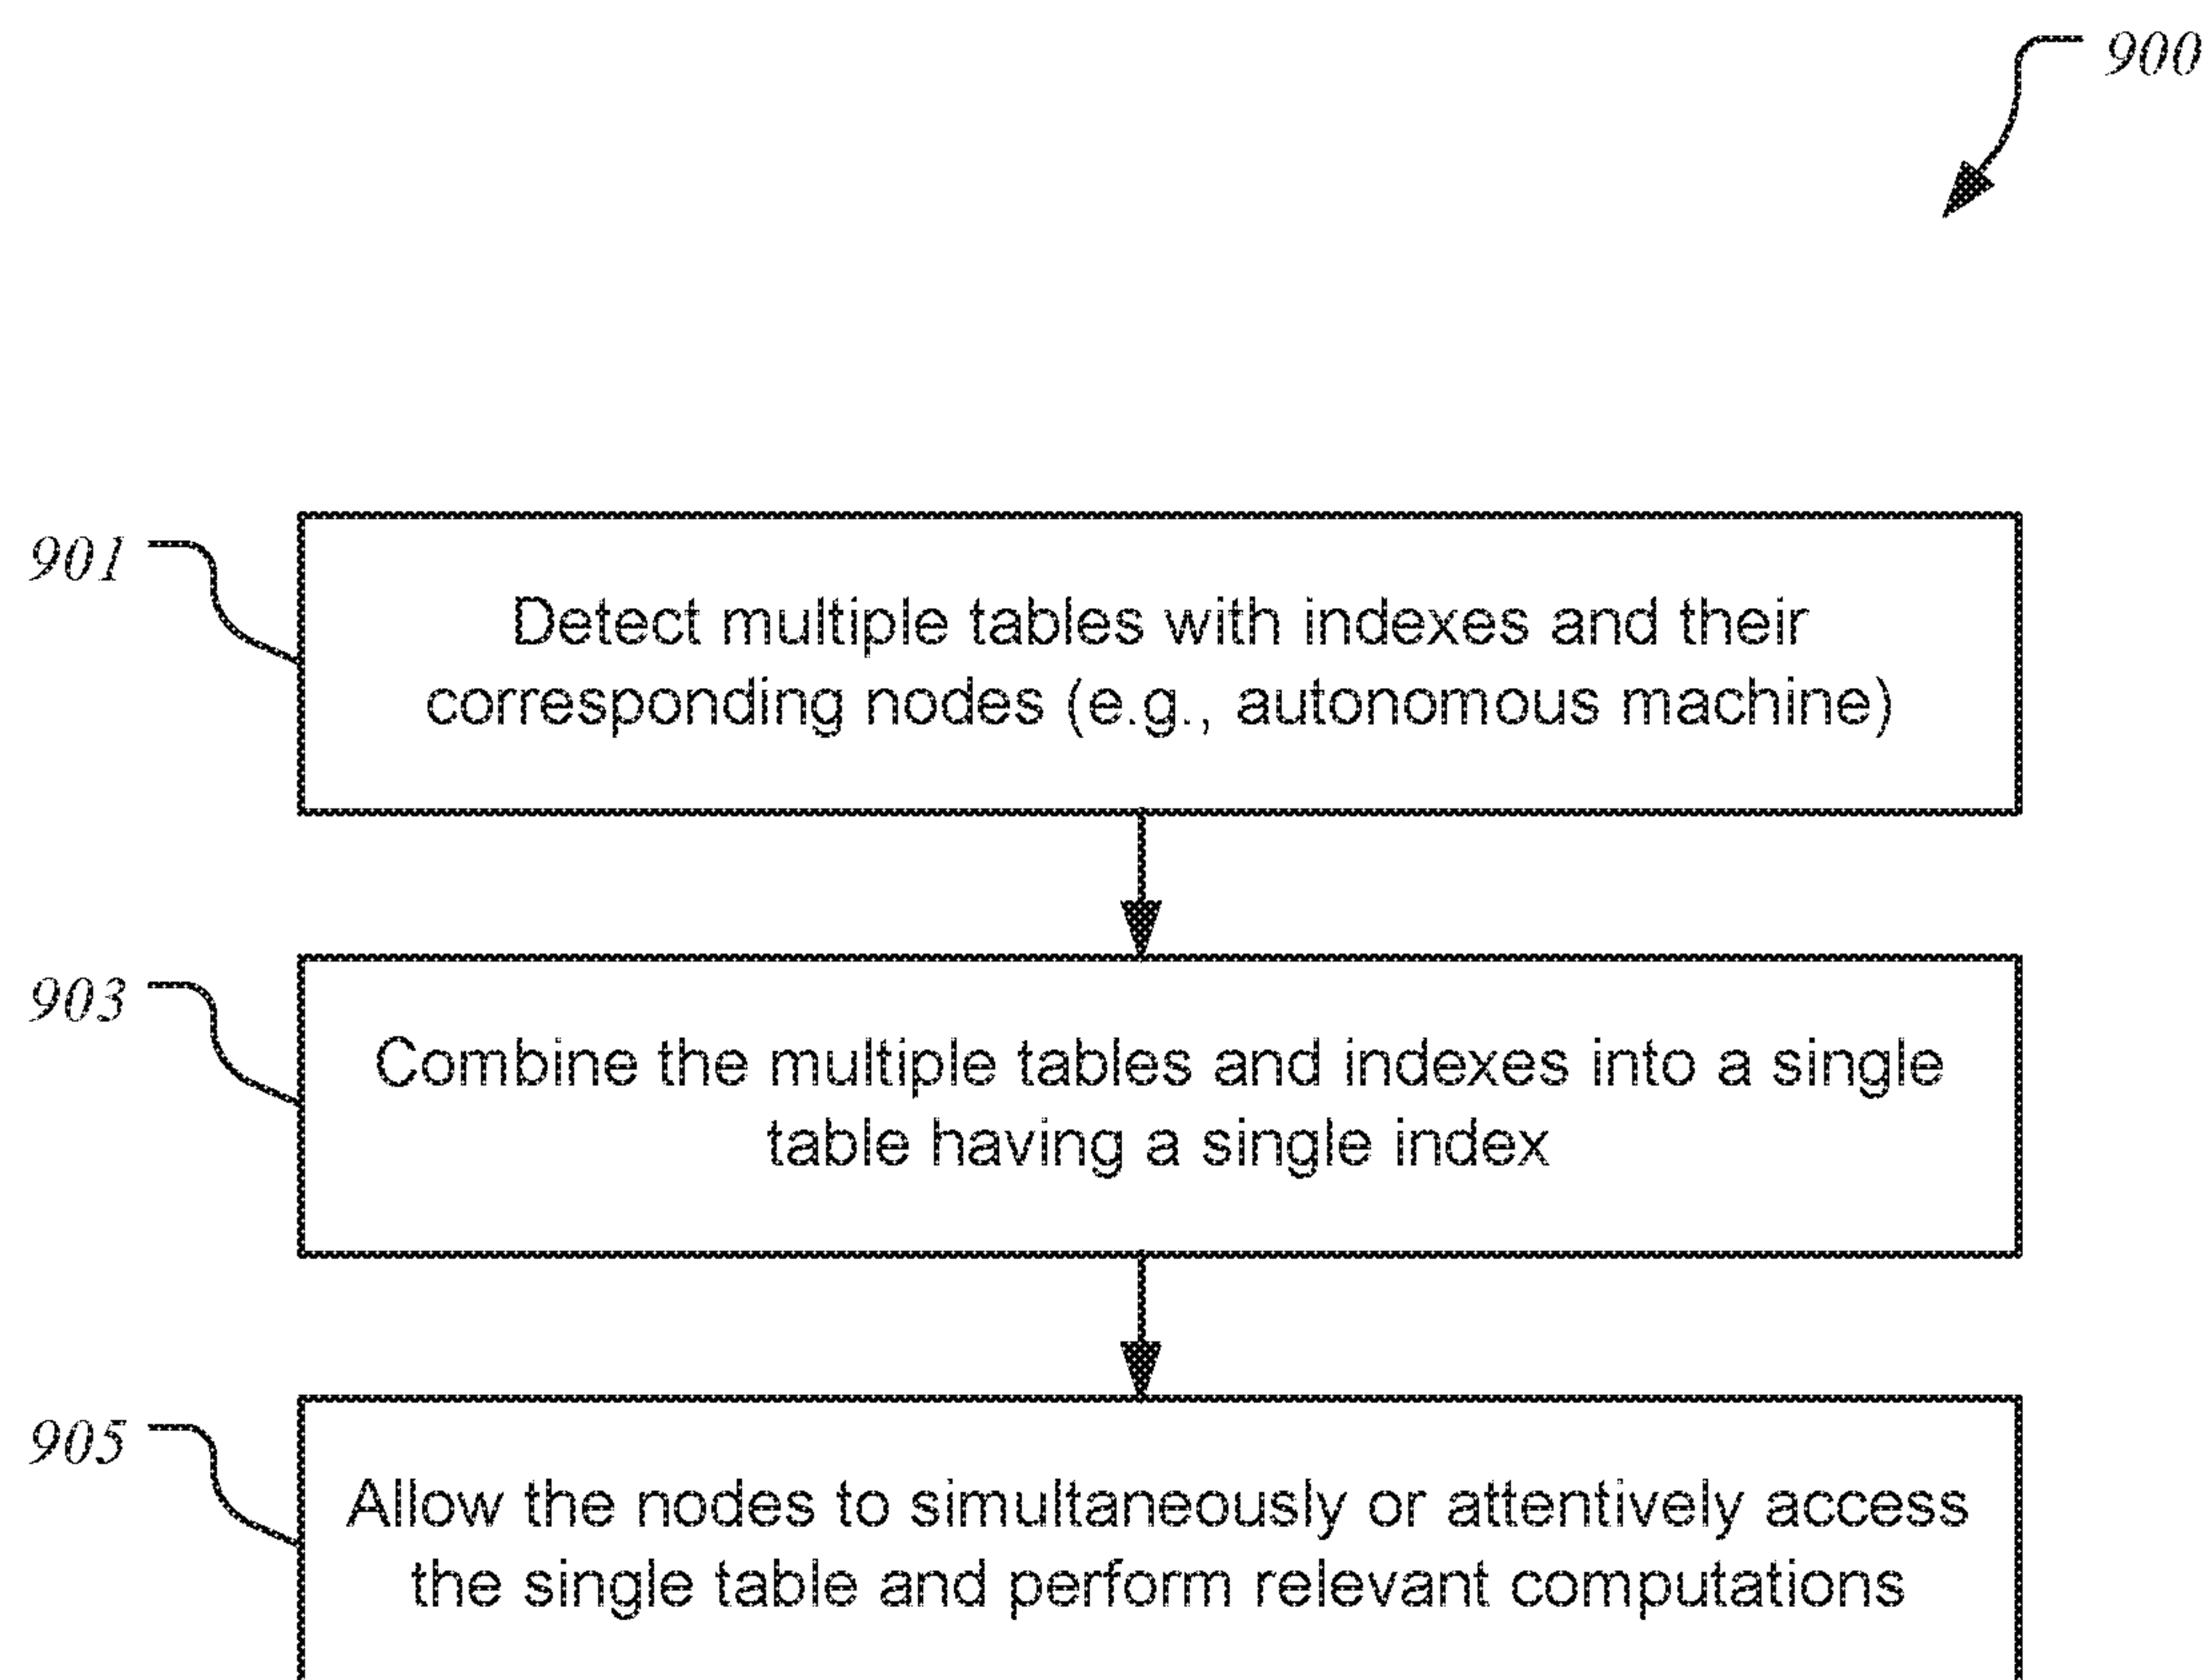 900
901
Detect multiple tables with indexes and their
corresponding nodes (e.g., autonomous machine)
903
Combine the multiple tables and indexes into a single
table having a single index
905
Allow the nodes to simultaneously or attentively access
the single table and perform relevant computations